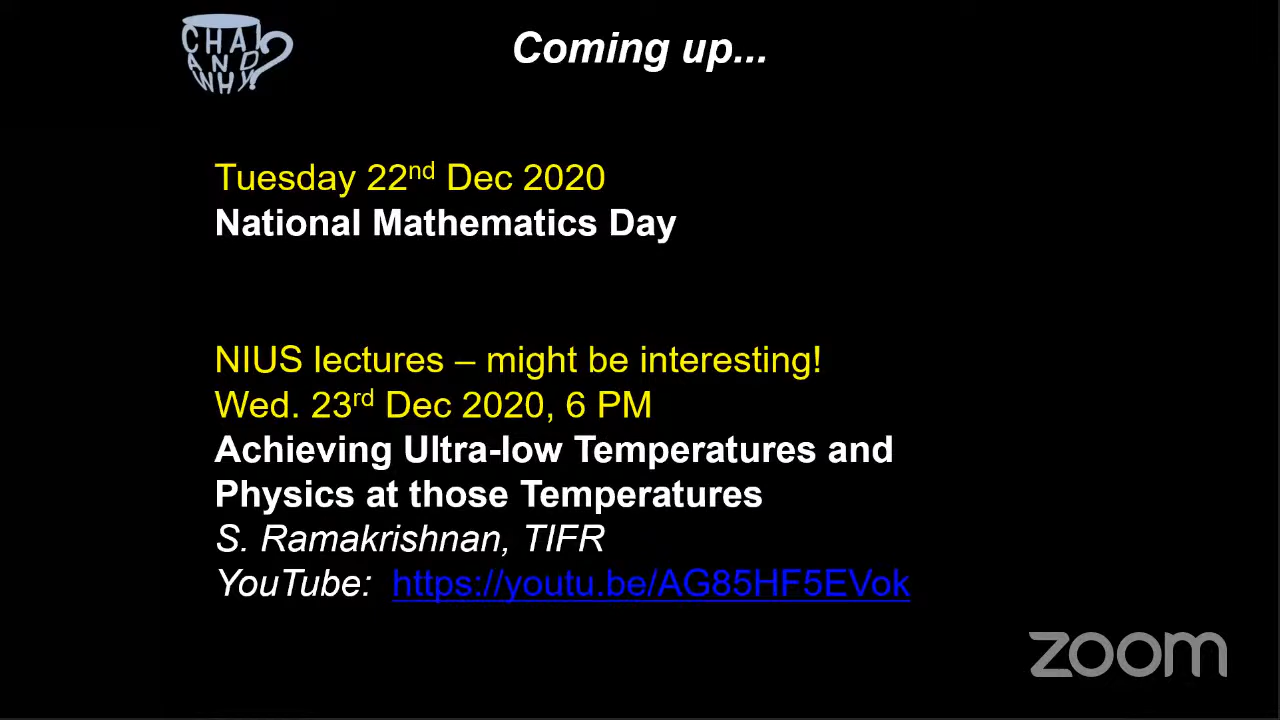 CHAI
AND
WHY?
Coming up...
Tuesday 22nd Dec 2020
National Mathematics Day
NIUS lectures – might be interesting!
Wed. 23rd Dec 2020, 6 PM
Achieving Ultra-low Temperatures and
Physics at those Temperatures
S. Ramakrishnan, TIFR
YouTube: https://youtu.be/AG85HF5EVok
zoom